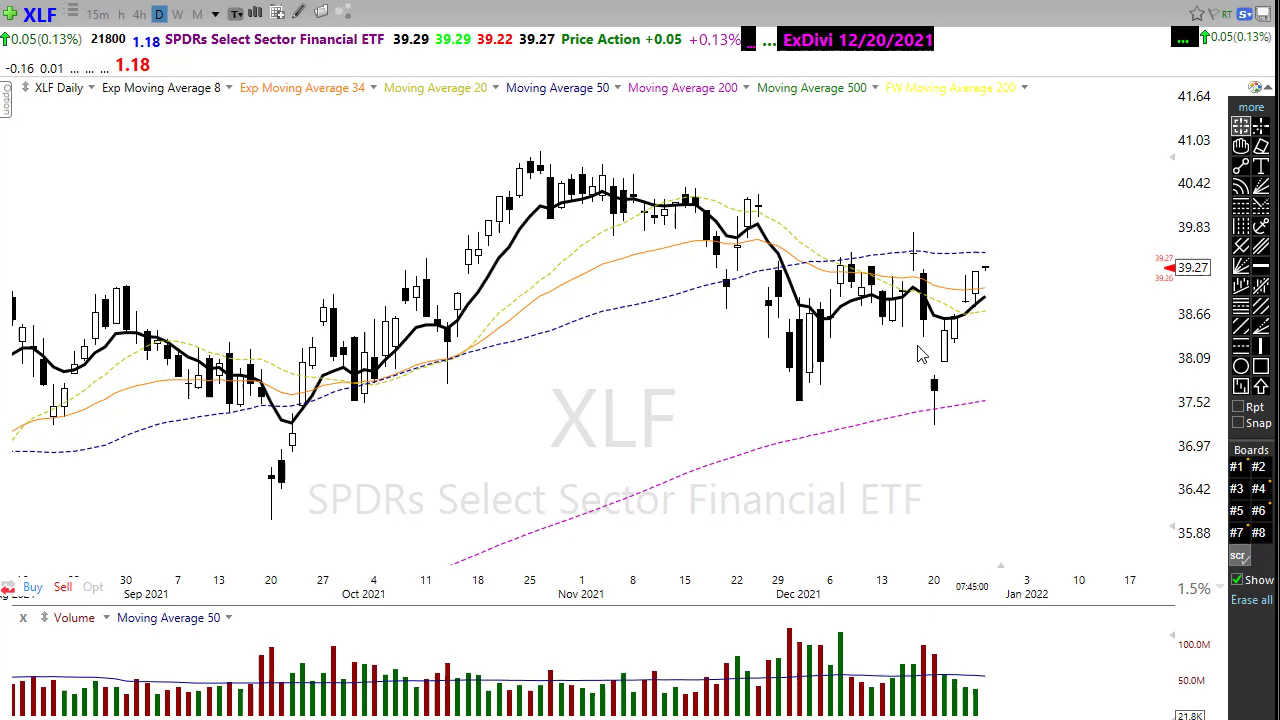 XLF 15m h 4h D W M T RT S
0.05(0.13%) 21800 1.18 SPDRs Select Sector Financial ETF 39.29 39.29 39.22 39.27 Price Action +0.05 +0.13% ... ... ExDivi 12/20/2021 ... 0.05(0.13%)
-0.16 0.01 ... ... ... 1.18
Option
XLF Daily Exp Moving Average 8 Exp Moving Average 34 Moving Average 20 Moving Average 50 Moving Average 200 Moving Average 500 FW Moving Average 200
41.64
more
41.03
40.42
39.83
39.27
39.27
39.26
38.66
38.09
37.52
36.97
36.42
35.88
XLF
SPDRs Select Sector Financial ETF
Rpt
Snap
Boards
#1 #2
#3 #4
#5 #6
#7 #8
scr
Show
Erase all
30 7 13 20 27 4 11 18 25 1 8 15 22 29 6 13 20 07:45:00 3 10 17
Buy Sell Opt
Sep 2021 Oct 2021 Nov 2021 Dec 2021 Jan 2022
1.5%
X Volume Moving Average 50
100.0M
50.0M
21.8K